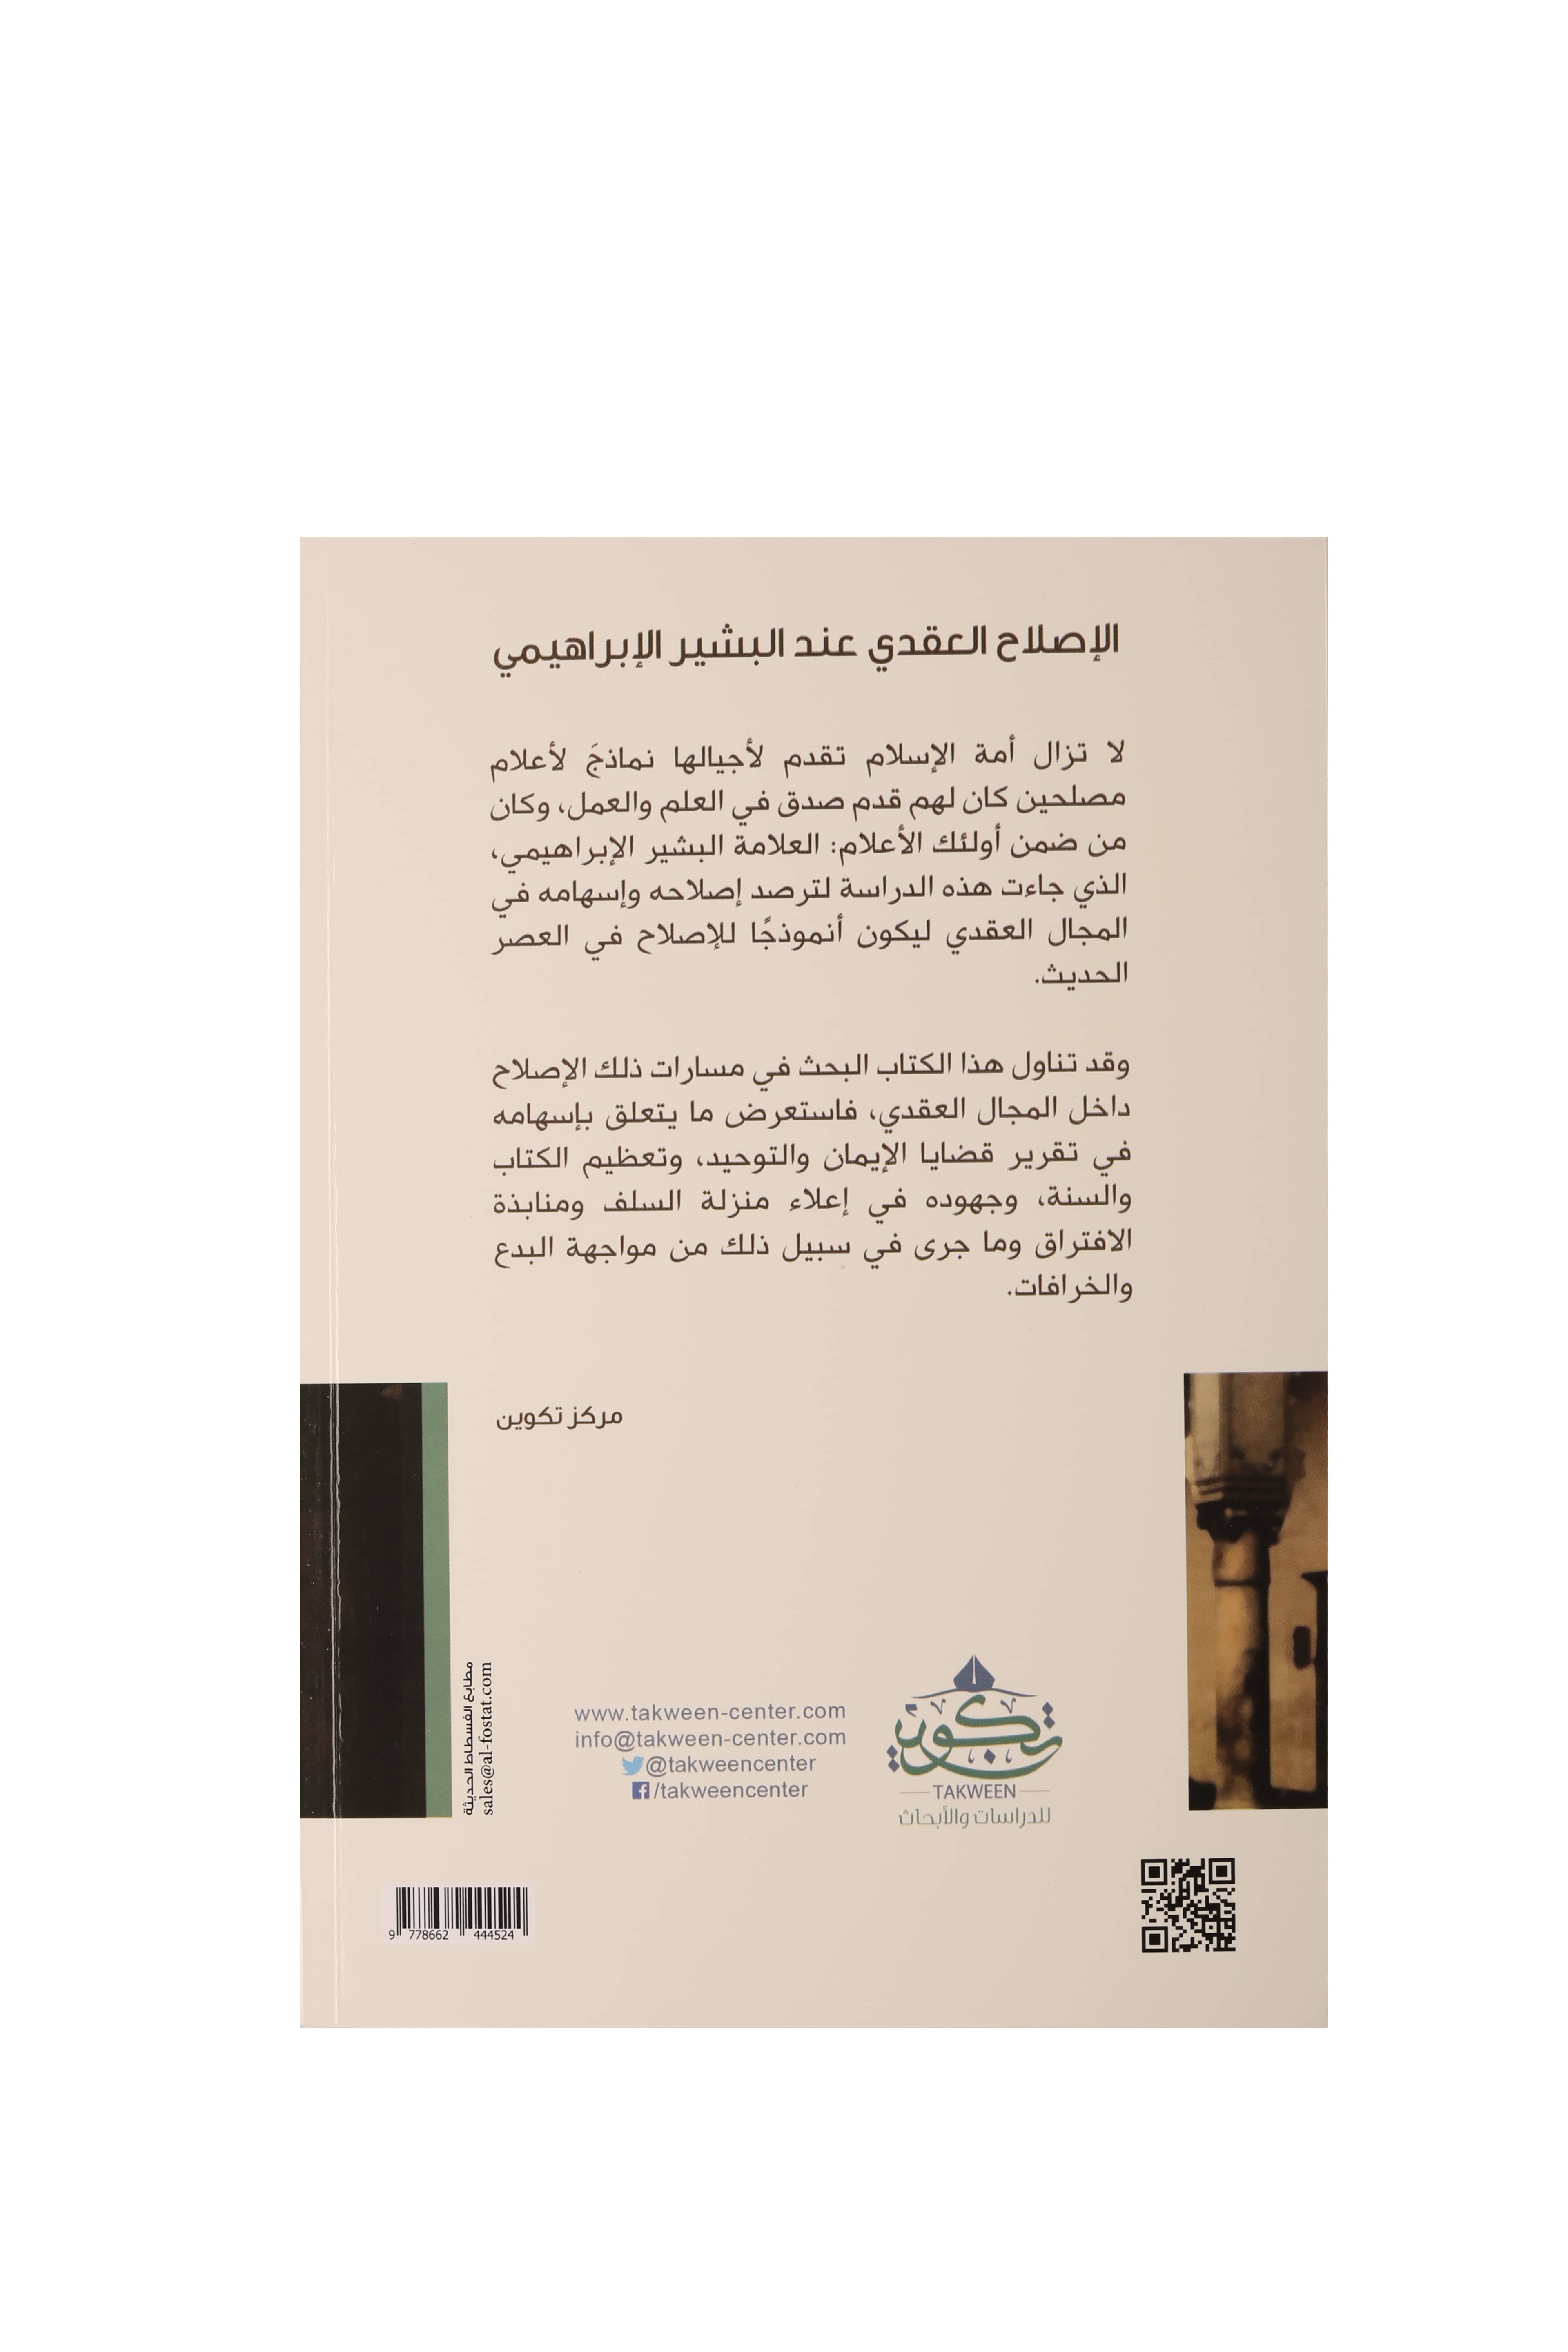 الإصلاح العقدي عند البشير الإبراهيمي
لا تزال أمة الإسلام تقدم لأجيالها نماذجَ لأعلام
مصلحين كان لهم قدم صدق في العلم والعمل، وكان
من ضمن أولئك الأعلام: العلامة البشير الإبراهيمي،
الذي جاءت هذه الدراسة لترصد إصلاحه وإسهامه في
المجال العقدي ليكون أنموذجًا للإصلاح في العصر
الحديث.
وقد تناول هذا الكتاب البحث في مسارات ذلك الإصلاح
داخل المجال العقدي، فاستعرض ما يتعلق بإسهامه
في تقرير قضايا الإيمان والتوحيد، وتعظيم الكتاب
والسنة، وجهوده في إعلاء منزلة السلف ومنابذة
الافتراق وما جرى في سبيل ذلك من مواجهة البدع
والخرافات.
مركز تكوين
تكوين
TAKWEEN
للدراسات والأبحاث
www.takween-center.com
info@takween-center.com
@takweencenter
/takweencenter
مطابع الفسطاط الحديثة
sales@al-fostat.com
9 778662 444524